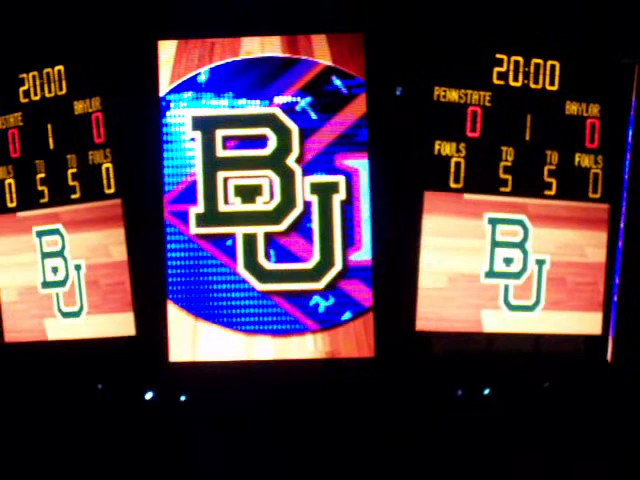 20:00
STATE BAYLOR
0 1 0
TO TO FOULS
0 5 5 0
BU
BU
20:00
PENNSTATE BAYLOR
0 1 0
FOULS TO TO FOULS
0 5 5 0
BU